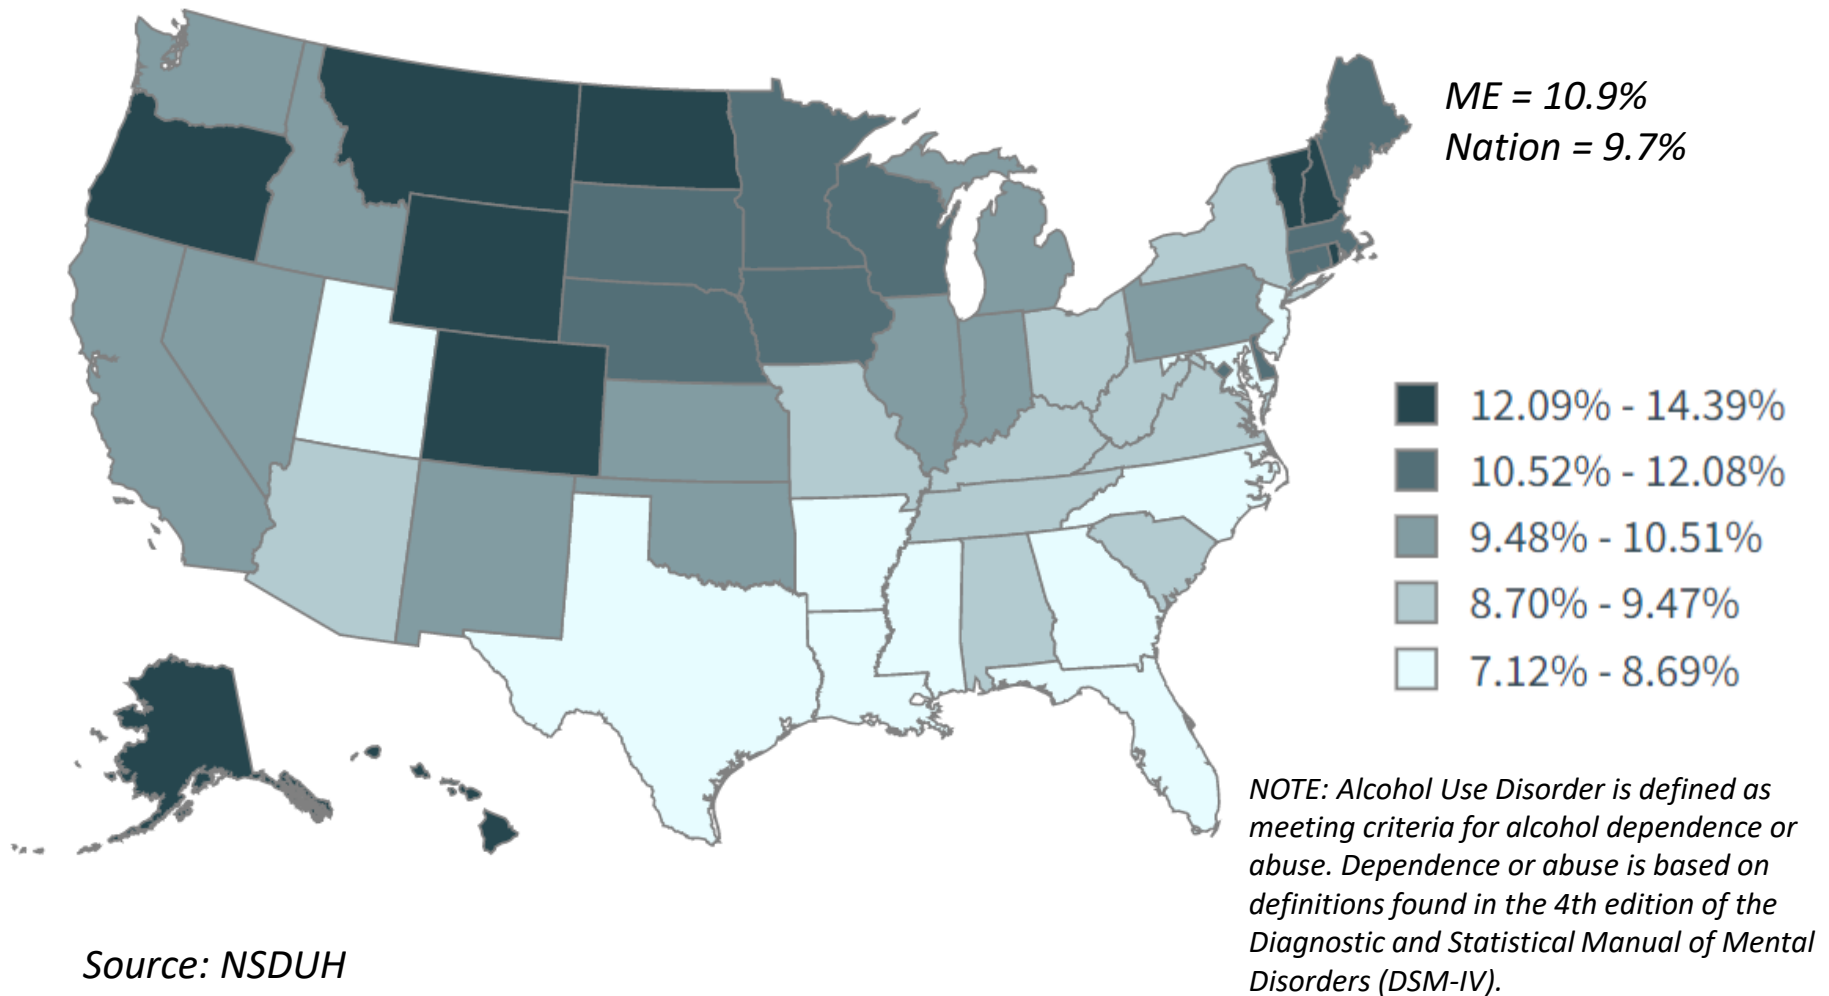 ME = 10.9%
Nation = 9.7%
12.09% - 14.39%
10.52% - 12.08%
9.48% - 10.51%
8.70% - 9.47%
7.12% - 8.69%
NOTE: Alcohol Use Disorder is defined as
meeting criteria for alcohol dependence or
abuse. Dependence or abuse is based on
definitions found in the 4th edition of the
Diagnostic and Statistical Manual of Mental
Disorders (DSM-IV).
Source: NSDUH